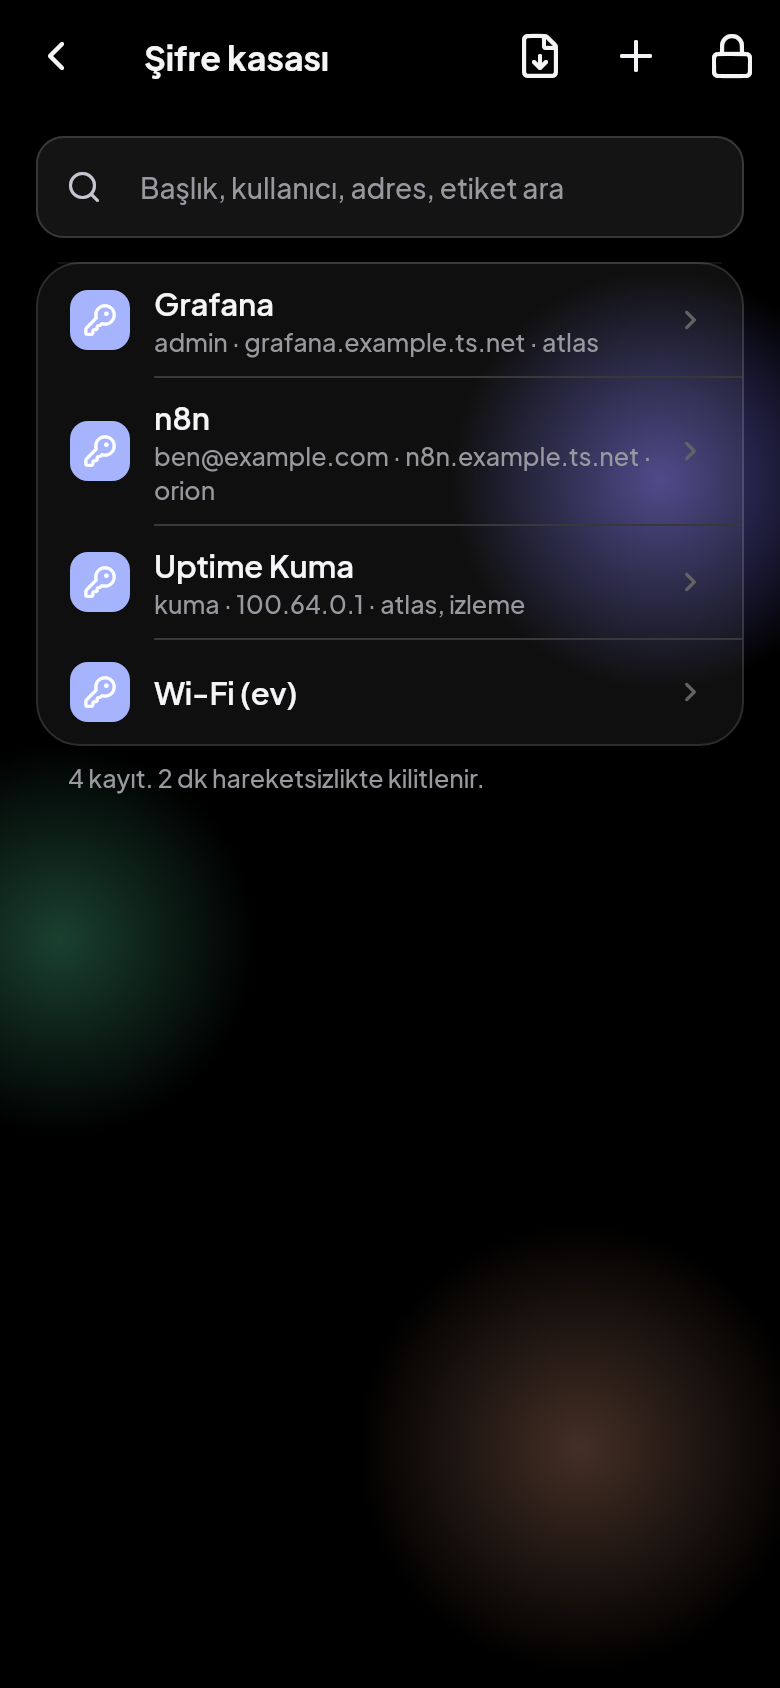 Şifre kasası
Başlık, kullanıcı, adres, etiket ara
Grafana
admin · grafana.example.ts.net · atlas
n8n
ben@example.com · n8n.example.ts.net ·
orion
Uptime Kuma
kuma · 100.64.0.1 · atlas, izleme
Wi-Fi (ev)
4 kayıt. 2 dk hareketsizlikte kilitlenir.